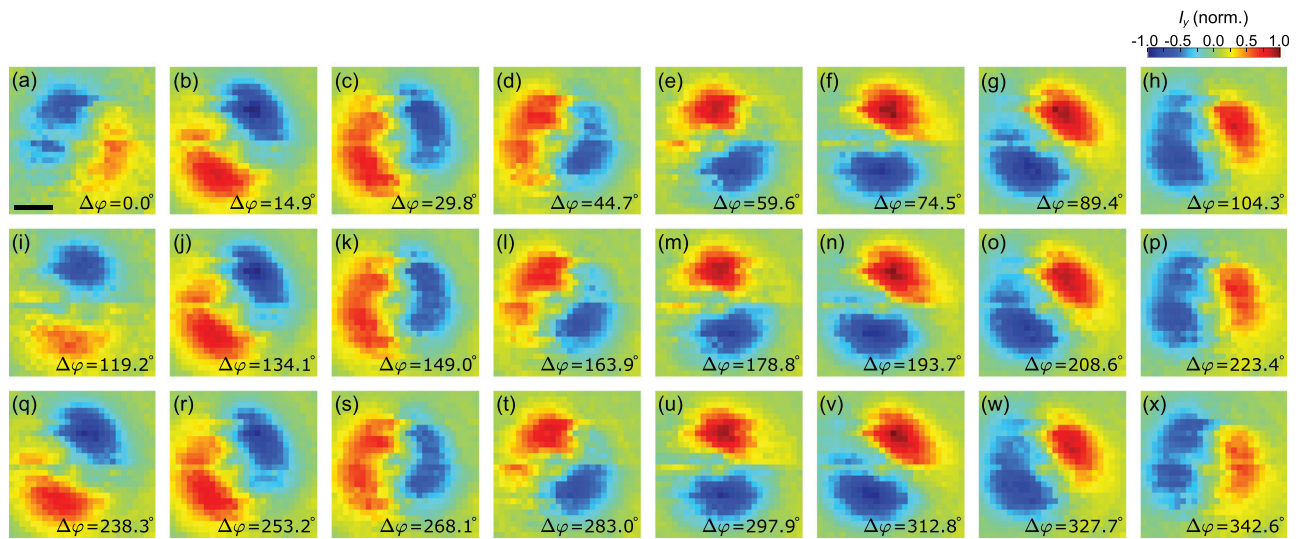 I_y (norm.)
-1.0 -0.5 0.0 0.5 1.0
(a) (b) (c) (d) (e) (f) (g) (h)
Δφ=0.0° Δφ=14.9° Δφ=29.8° Δφ=44.7° Δφ=59.6° Δφ=74.5° Δφ=89.4° Δφ=104.3°
(i) (j) (k) (l) (m) (n) (o) (p)
Δφ=119.2° Δφ=134.1° Δφ=149.0° Δφ=163.9° Δφ=178.8° Δφ=193.7° Δφ=208.6° Δφ=223.4°
(q) (r) (s) (t) (u) (v) (w) (x)
Δφ=238.3° Δφ=253.2° Δφ=268.1° Δφ=283.0° Δφ=297.9° Δφ=312.8° Δφ=327.7° Δφ=342.6°